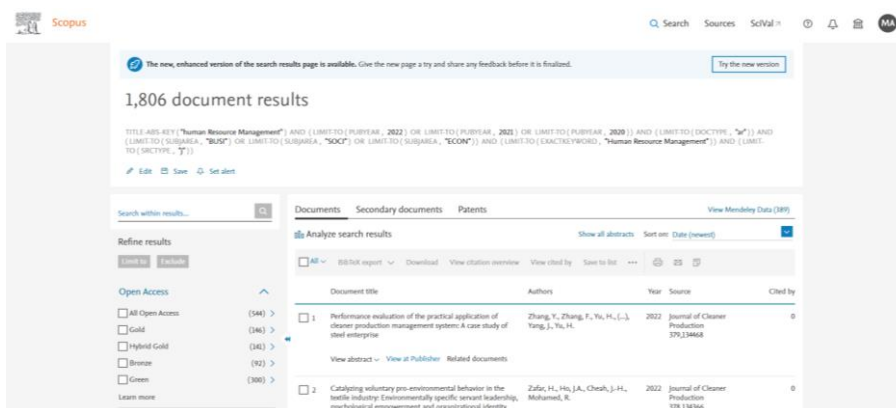 Scopus
Search Sources SciVal
MA
The new, enhanced version of the search results page is available. Give the new page a try and share any feedback before it is finalized.
Try the new version
1,806 document results
TITLE-ABS-KEY ( "human Resource Management" ) AND ( LIMIT-TO ( PUBYEAR , 2022 ) OR LIMIT-TO ( PUBYEAR , 2021 ) OR LIMIT-TO ( PUBYEAR , 2020 ) ) AND ( LIMIT-TO ( DOCTYPE , "ar" ) ) AND
( LIMIT-TO ( SUBJAREA , "BUSI" ) OR LIMIT-TO ( SUBJAREA , "SOCI" ) OR LIMIT-TO ( SUBJAREA , "ECON" ) ) AND ( LIMIT-TO ( EXACTKEYWORD , "Human Resource Management" ) ) AND ( LIMIT-
TO ( SRCTYPE , "j" ) )
Edit Save Set alert
Search within results...
Documents Secondary documents Patents
View Mendeley Data (389)
Analyze search results
Show all abstracts Sort on: Date (newest)
Refine results
Limit to Exclude
All BibTeX export Download View citation overview View cited by Save to list ...
Open Access
Document title Authors Year Source Cited by
All Open Access (544)
Gold (246)
Hybrid Gold (141)
Bronze (92)
Green (300)
Learn more
1 Performance evaluation of the practical application of
cleaner production management system: A case study of
steel enterprise
Zhang, Y., Zhang, F., Yu, H., (...),
Yang, J., Yu, H.
2022 Journal of Cleaner
Production
379,134468
0
View abstract View at Publisher Related documents
2 Catalyzing voluntary pro-environmental behavior in the
textile industry: Environmentally specific servant leadership,
psychological empowerment and organizational identity
Zafar, H., Ho, J.A., Cheah, J.-H.,
Mohamed, R.
2022 Journal of Cleaner
Production
378,134366
0